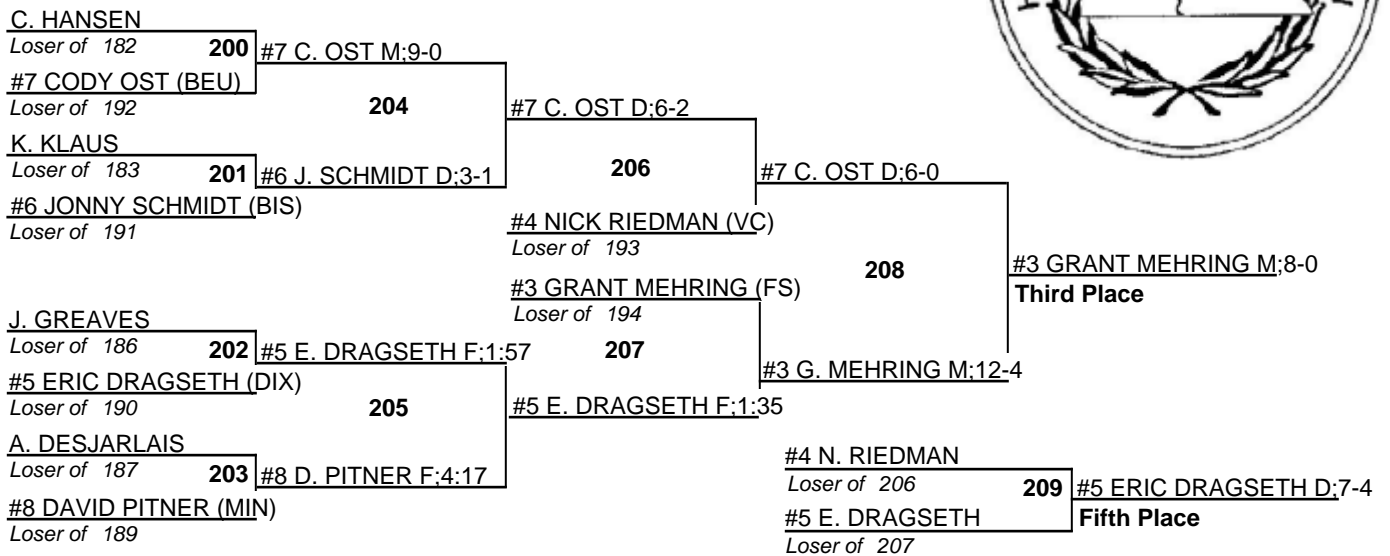 C. HANSEN
Loser of 182
200
#7 C. OST M;9-0
#7 CODY OST (BEU)
Loser of 192
204
#7 C. OST D;6-2
K. KLAUS
Loser of 183
201
#6 J. SCHMIDT D;3-1
206
#7 C. OST D;6-0
#6 JONNY SCHMIDT (BIS)
Loser of 191
#4 NICK RIEDMAN (VC)
Loser of 193
208
#3 GRANT MEHRING M;8-0
Third Place
#3 GRANT MEHRING (FS)
Loser of 194
J. GREAVES
Loser of 186
202
#5 E. DRAGSETH F;1:57
207
#3 G. MEHRING M;12-4
#5 ERIC DRAGSETH (DIX)
Loser of 190
205
#5 E. DRAGSETH F;1:35
A. DESJARLAIS
Loser of 187
203
#8 D. PITNER F;4:17
#8 DAVID PITNER (MIN)
Loser of 189
#4 N. RIEDMAN
Loser of 206
209
#5 ERIC DRAGSETH D;7-4
Fifth Place
#5 E. DRAGSETH
Loser of 207